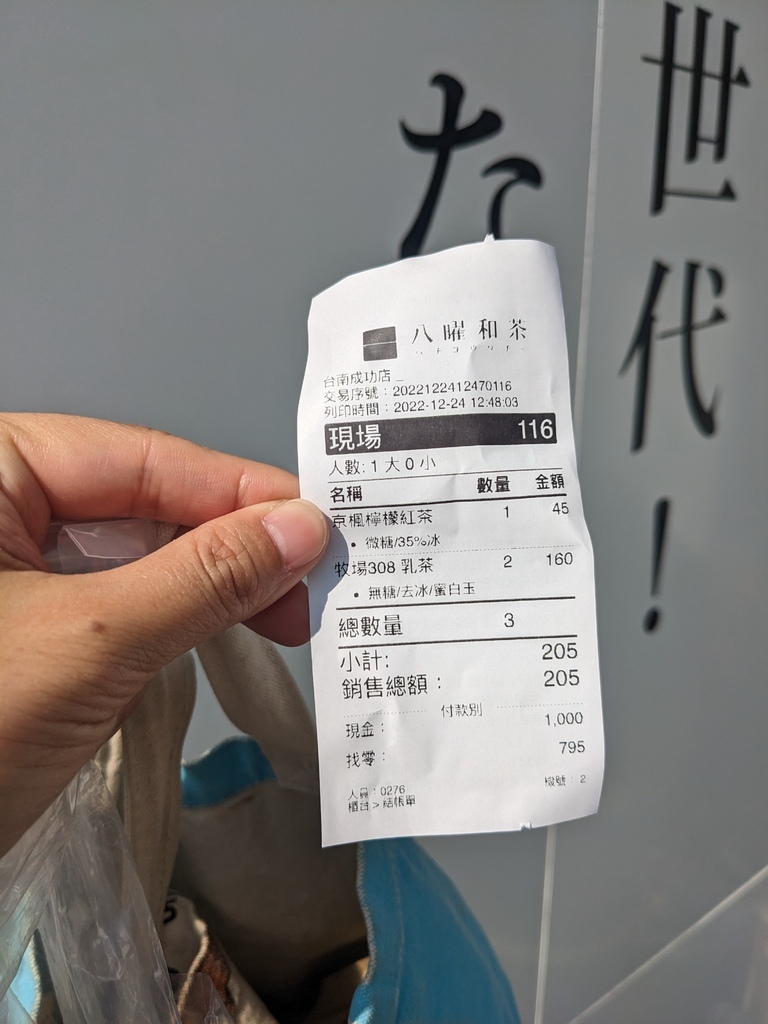 世代！
た
八曜和茶
台南成功店_
交易序號：2022122412470116
列印時間：2022-12-24 12:48:03
現場 116
人數: 1 大 0 小
名稱 數量 金額
京楓檸檬紅茶 1 45
• 微糖/35%冰
牧場308 乳茶 2 160
• 無糖/去冰/蜜白玉
總數量 3
小計: 205
銷售總額： 205
付款別
現金： 1,000
找零： 795
人員：0276 機號：2
櫃台 > 結帳單